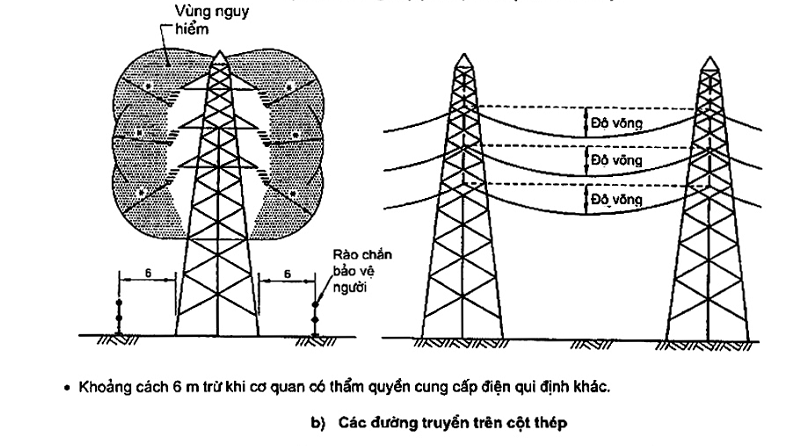 Vùng nguy
hiểm
Độ võng
Độ võng
Độ võng
6
6
Rào chắn
bảo vệ
người
• Khoảng cách 6 m trừ khi cơ quan có thẩm quyền cung cấp điện qui định khác.
b) Các đường truyền trên cột thép